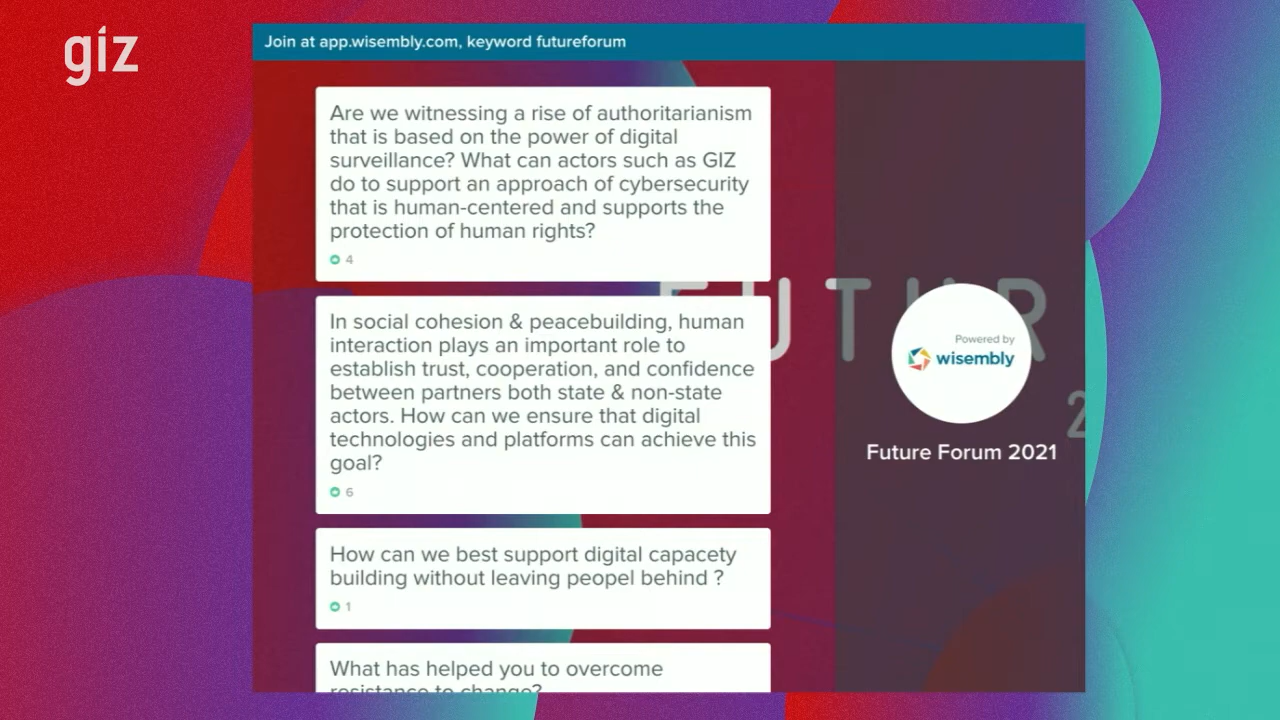 giz
Join at app.wisembly.com, keyword futureforum
Are we witnessing a rise of authoritarianism
that is based on the power of digital
surveillance? What can actors such as GIZ
do to support an approach of cybersecurity
that is human-centered and supports the
protection of human rights?
4
In social cohesion & peacebuilding, human
interaction plays an important role to
establish trust, cooperation, and confidence
between partners both state & non-state
actors. How can we ensure that digital
technologies and platforms can achieve this
goal?
6
How can we best support digital capacety
building without leaving peopel behind ?
1
What has helped you to overcome
resistance to change?
Powered by
wisembly
Future Forum 2021